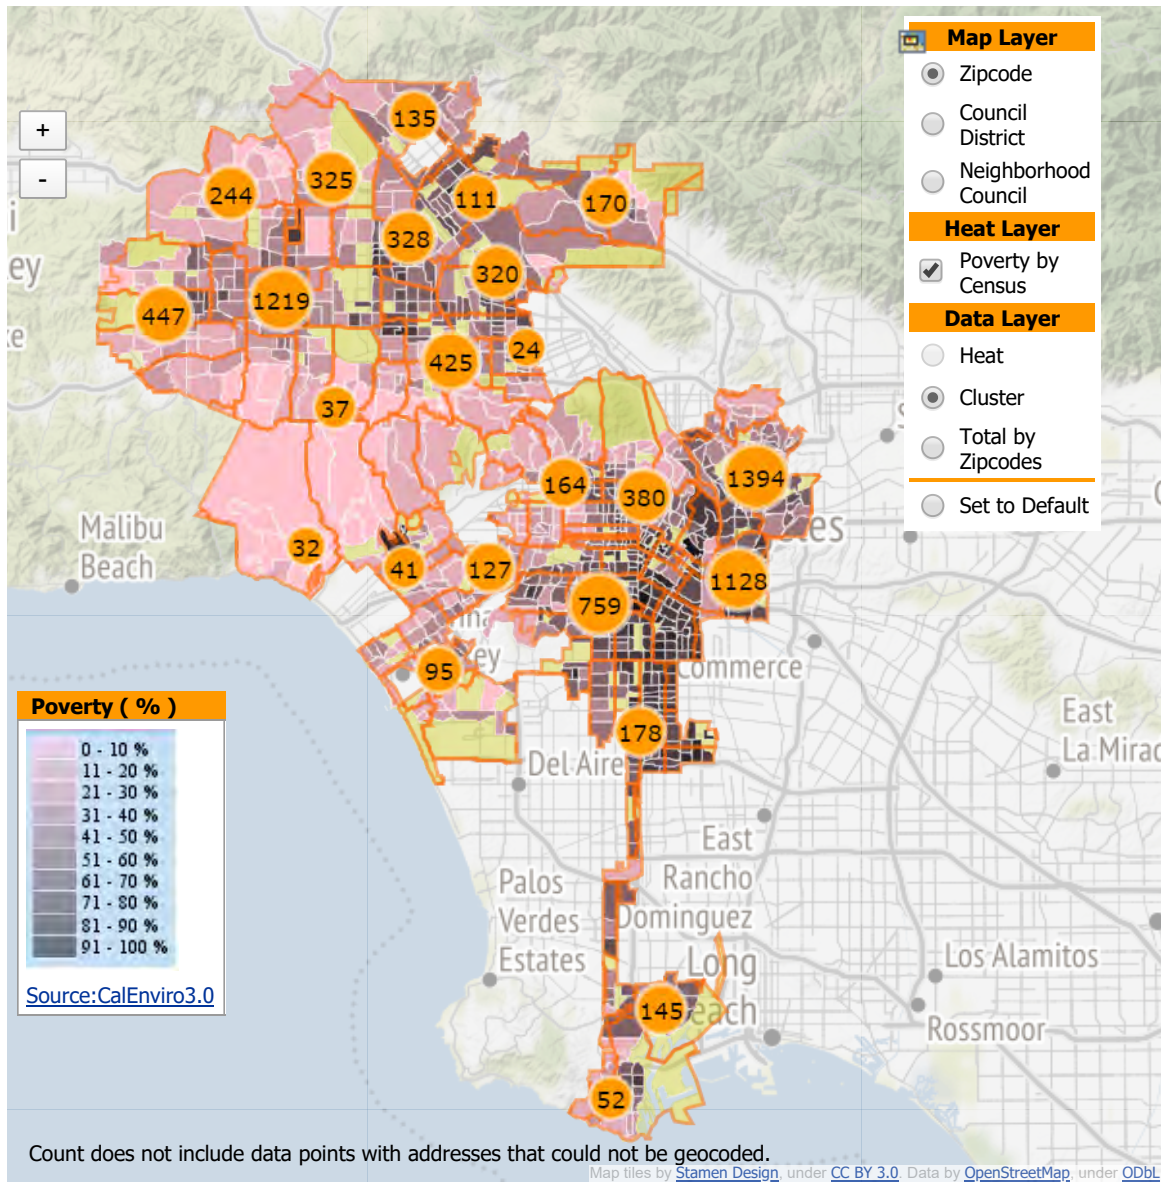 Map Layer
Zipcode
Council
District
Neighborhood
Council
Heat Layer
Poverty by
Census
Data Layer
Heat
Cluster
Total by
Zipcodes
Set to Default
+
-
135
244
325
111
170
328
320
447
1219
425
24
37
164
380
1394
32
41
127
1128
759
95
178
145
52
i
ey
ke
Malibu
Beach
es
ey
ommerce
East
La Mirac
Del Aire
East
Rancho
Dominguez
Palos
Verdes
Estates
Long
each
Los Alamitos
Rossmoor
Poverty ( % )
0 - 10 %
11 - 20 %
21 - 30 %
31 - 40 %
41 - 50 %
51 - 60 %
61 - 70 %
71 - 80 %
81 - 90 %
91 - 100 %
Source:CalEnviro3.0
Count does not include data points with addresses that could not be geocoded.
Map tiles by Stamen Design, under CC BY 3.0. Data by OpenStreetMap, under ODbL